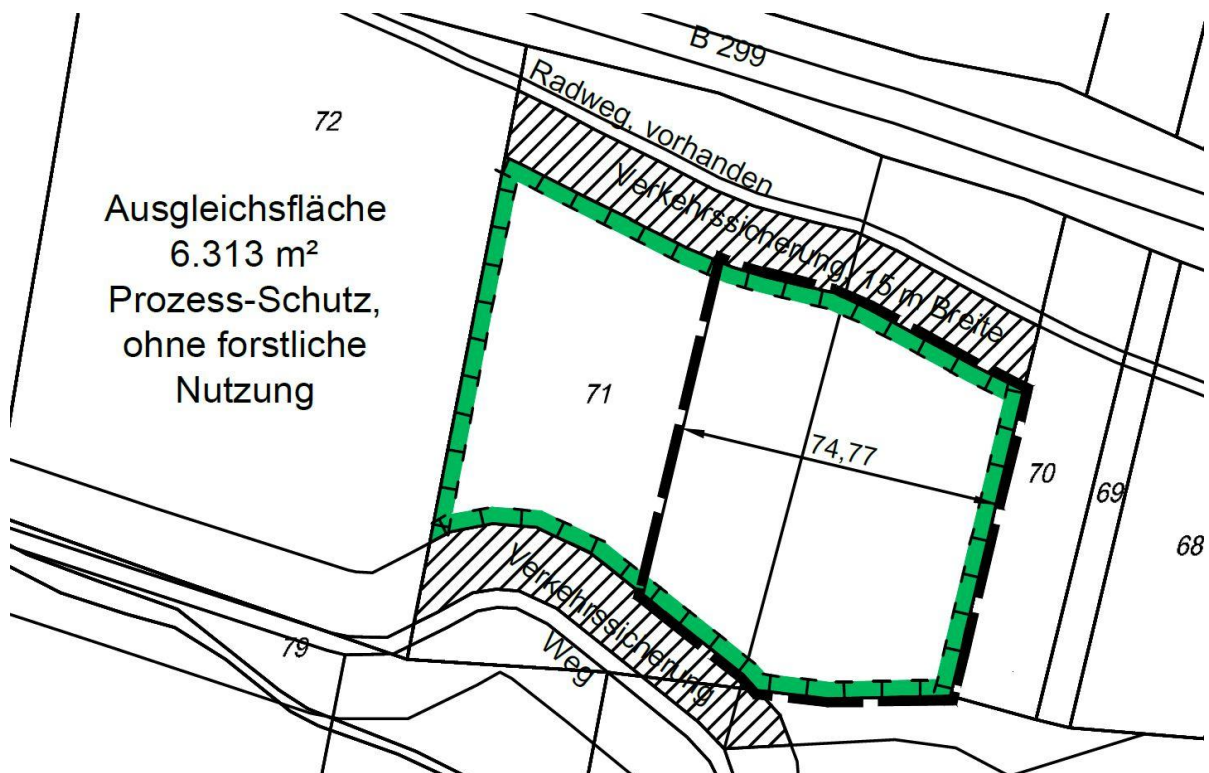 B 299
Radweg, vorhanden
72
Verkehrssicherung, 15 m Breite
Ausgleichsfläche
6.313 m²
Prozess-Schutz,
ohne forstliche
Nutzung
71
74,77
70
69
68
Verkehrssicherung
Weg
79